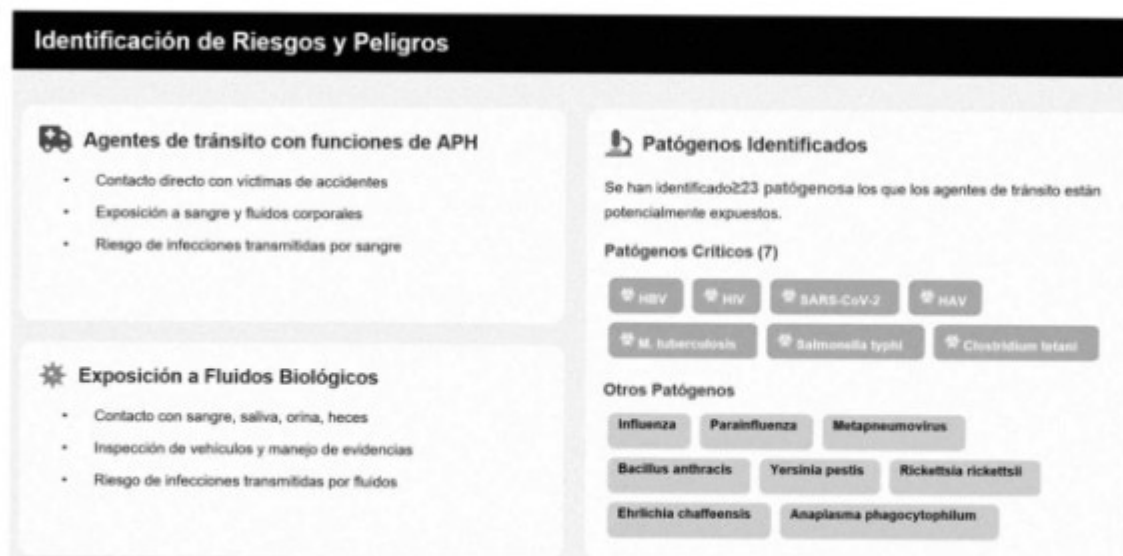 Identificación de Riesgos y Peligros
Agentes de tránsito con funciones de APH
• Contacto directo con víctimas de accidentes
• Exposición a sangre y fluidos corporales
• Riesgo de infecciones transmitidas por sangre
Exposición a Fluidos Biológicos
• Contacto con sangre, saliva, orina, heces
• Inspección de vehículos y manejo de evidencias
• Riesgo de infecciones transmitidas por fluidos
Patógenos Identificados
Se han identificado≥23 patógenosa los que los agentes de tránsito están
potencialmente expuestos.
Patógenos Críticos (7)
HBV HIV SARS-CoV-2 HAV
M. tuberculosis Salmonella typhi Clostridium tetani
Otros Patógenos
Influenza Parainfluenza Metapneumovirus
Bacillus anthracis Yersinia pestis Rickettsia rickettsii
Ehrlichia chaffeensis Anaplasma phagocytophilum